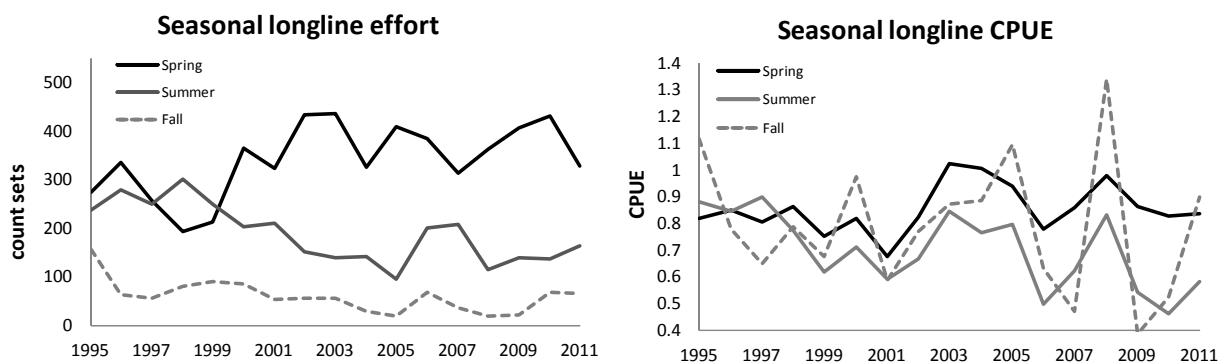 Seasonal longline effort
count sets
500
400
300
200
100
0
Spring
Summer
Fall
1995 1997 1999 2001 2003 2005 2007 2009 2011
Seasonal longline CPUE
CPUE
1.4
1.3
1.2
1.1
1
0.9
0.8
0.7
0.6
0.5
0.4
Spring
Summer
Fall
1995 1997 1999 2001 2003 2005 2007 2009 2011